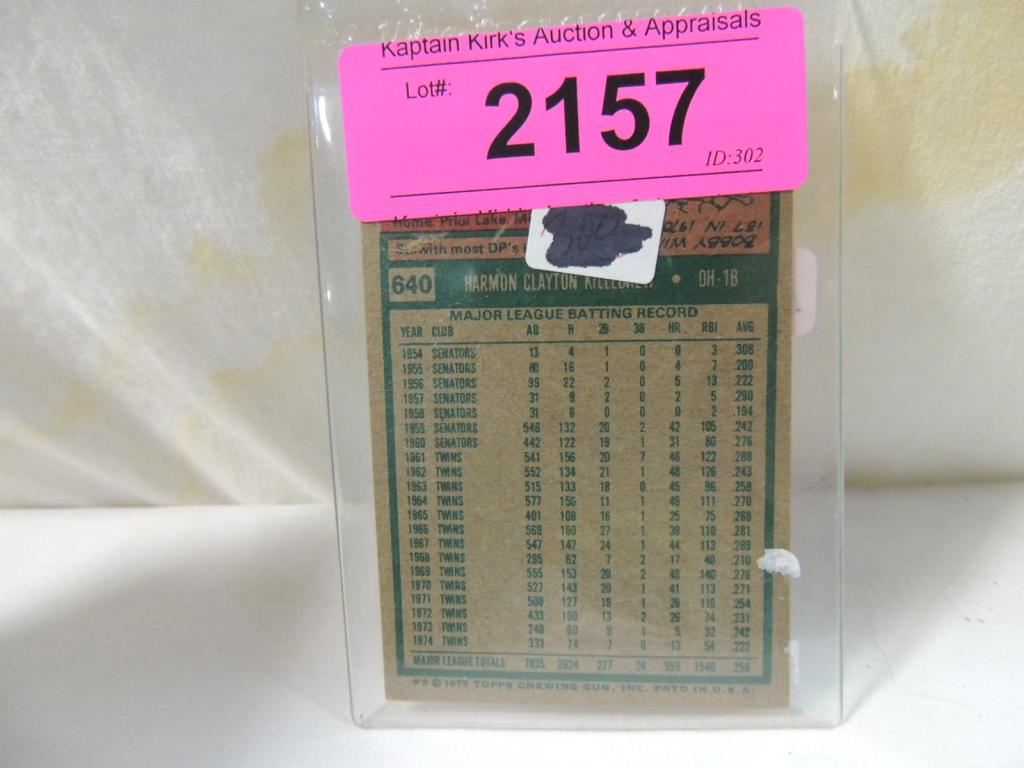 Kaptain Kirk's Auction & Appraisals
Lot#:
2157
ID:302
Home: Prior Lake,
BOBBY
IN
with most DP's
640 HARMON CLAYTON KILLEBREW • DH-1B
MAJOR LEAGUE BATTING RECORD
YEAR CLUB AB H 2B 3B HR RBI AVG
1954 SENATORS 13 4 1 0 0 3 .308
1955 SENATORS 80 16 1 0 4 7 .200
1956 SENATORS 99 22 2 0 5 13 .222
1957 SENATORS 31 9 2 0 2 5 .290
1958 SENATORS 31 6 0 0 0 2 .194
1959 SENATORS 546 132 20 2 42 105 .242
1960 SENATORS 442 122 19 1 31 80 .276
1961 TWINS 541 156 20 7 46 122 .288
1962 TWINS 552 134 21 1 48 126 .243
1963 TWINS 515 133 18 0 45 96 .258
1964 TWINS 577 156 11 1 49 111 .270
1965 TWINS 401 108 16 1 25 75 .269
1966 TWINS 569 160 27 1 39 110 .281
1967 TWINS 547 147 24 1 44 113 .269
1968 TWINS 295 62 7 2 17 40 .210
1969 TWINS 555 153 20 2 49 140 .276
1970 TWINS 527 143 20 1 41 113 .271
1971 TWINS 500 127 19 1 28 119 .254
1972 TWINS 433 100 13 2 26 74 .231
1973 TWINS 248 60 9 1 5 32 .242
1974 TWINS 333 74 7 0 13 54 .222
MAJOR LEAGUE TOTALS 7835 2024 277 24 559 1540 .258
© 1975 TOPPS CHEWING GUM, INC. PRTD IN U.S.A.